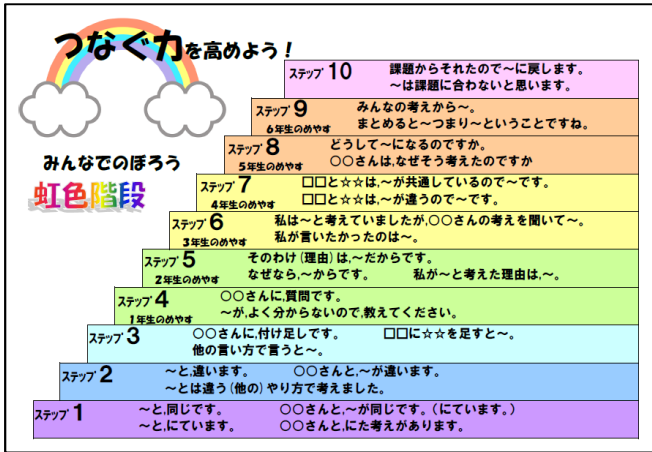 つなぐ力を高めよう！
みんなでのぼろう
虹色階段
ステップ 10
課題からそれたので～に戻します。
～は課題に合わないと思います。
ステップ 9
6年生のめやす
みんなの考えから～。
まとめると～つまり～ということですね。
ステップ 8
5年生のめやす
どうして～になるのですか。
○○さんは,なぜそう考えたのですか
ステップ 7
4年生のめやす
□□と☆☆は,～が共通しているので～です。
□□と☆☆は,～が違うので～です。
ステップ 6
3年生のめやす
私は～と考えていましたが,○○さんの考えを聞いて～。
私が言いたかったのは～。
ステップ 5
2年生のめやす
そのわけ(理由)は,～だからです。
なぜなら,～からです。 私が～と考えた理由は,～。
ステップ 4
1年生のめやす
○○さんに,質問です。
～が,よく分からないので,教えてください。
ステップ 3
○○さんに,付け足しです。 □□に☆☆を足すと～。
他の言い方で言うと～。
ステップ 2
～と,違います。 ○○さんと,～が違います。
～とは違う(他の)やり方で考えました。
ステップ 1
～と,同じです。 ○○さんと,～が同じです。(にています。)
～と,にています。 ○○さんと,にた考えがあります。